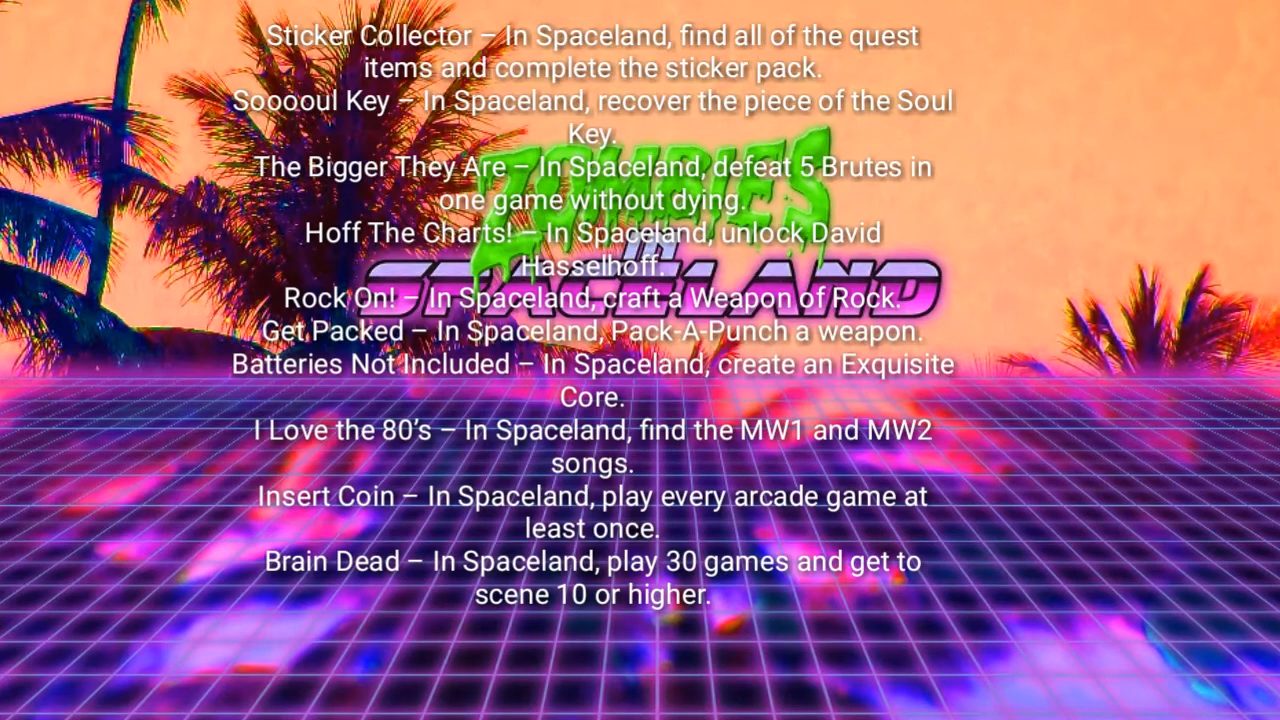 Sticker Collector – In Spaceland, find all of the quest
items and complete the sticker pack.
Sooooul Key – In Spaceland, recover the piece of the Soul
Key.
The Bigger They Are – In Spaceland, defeat 5 Brutes in
one game without dying.
Hoff The Charts! – In Spaceland, unlock David
Hasselhoff.
Rock On! – In Spaceland, craft a Weapon of Rock.
Get Packed – In Spaceland, Pack-A-Punch a weapon.
Batteries Not Included – In Spaceland, create an Exquisite
Core.
I Love the 80’s – In Spaceland, find the MW1 and MW2
songs.
Insert Coin – In Spaceland, play every arcade game at
least once.
Brain Dead – In Spaceland, play 30 games and get to
scene 10 or higher.
ZOMBIES
IN
SPACELAND